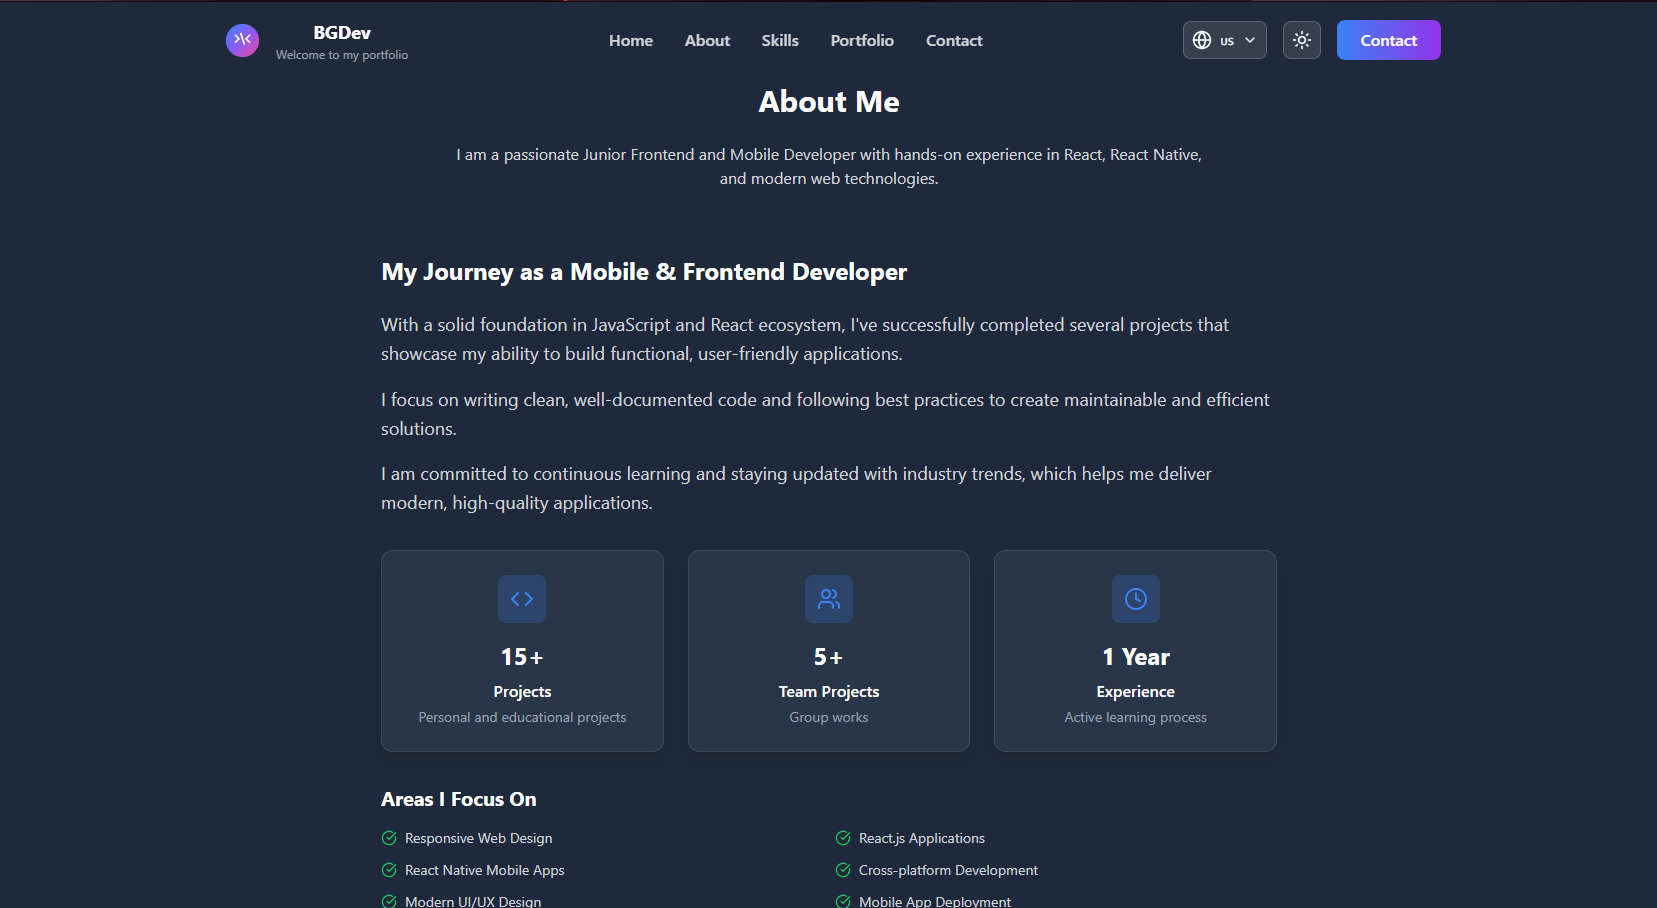 BGDev
Welcome to my portfolio
Home About Skills Portfolio Contact
US
Contact
About Me
I am a passionate Junior Frontend and Mobile Developer with hands-on experience in React, React Native,
and modern web technologies.
My Journey as a Mobile & Frontend Developer
With a solid foundation in JavaScript and React ecosystem, I've successfully completed several projects that
showcase my ability to build functional, user-friendly applications.
I focus on writing clean, well-documented code and following best practices to create maintainable and efficient
solutions.
I am committed to continuous learning and staying updated with industry trends, which helps me deliver
modern, high-quality applications.
15+
Projects
Personal and educational projects
5+
Team Projects
Group works
1 Year
Experience
Active learning process
Areas I Focus On
Responsive Web Design
React.js Applications
React Native Mobile Apps
Cross-platform Development
Modern UI/UX Design
Mobile App Deployment